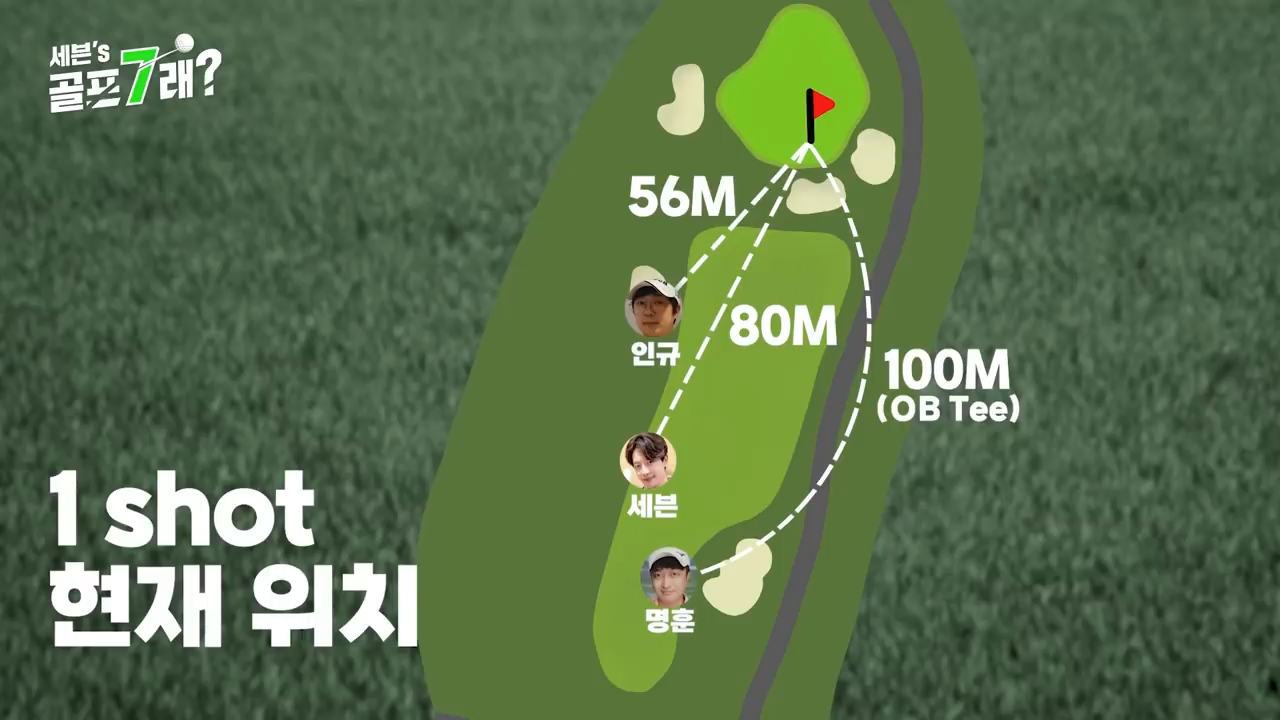 세븐's
골프7래?
56M
인규
80M
100M
(OB Tee)
세븐
명훈
1 shot
현재 위치